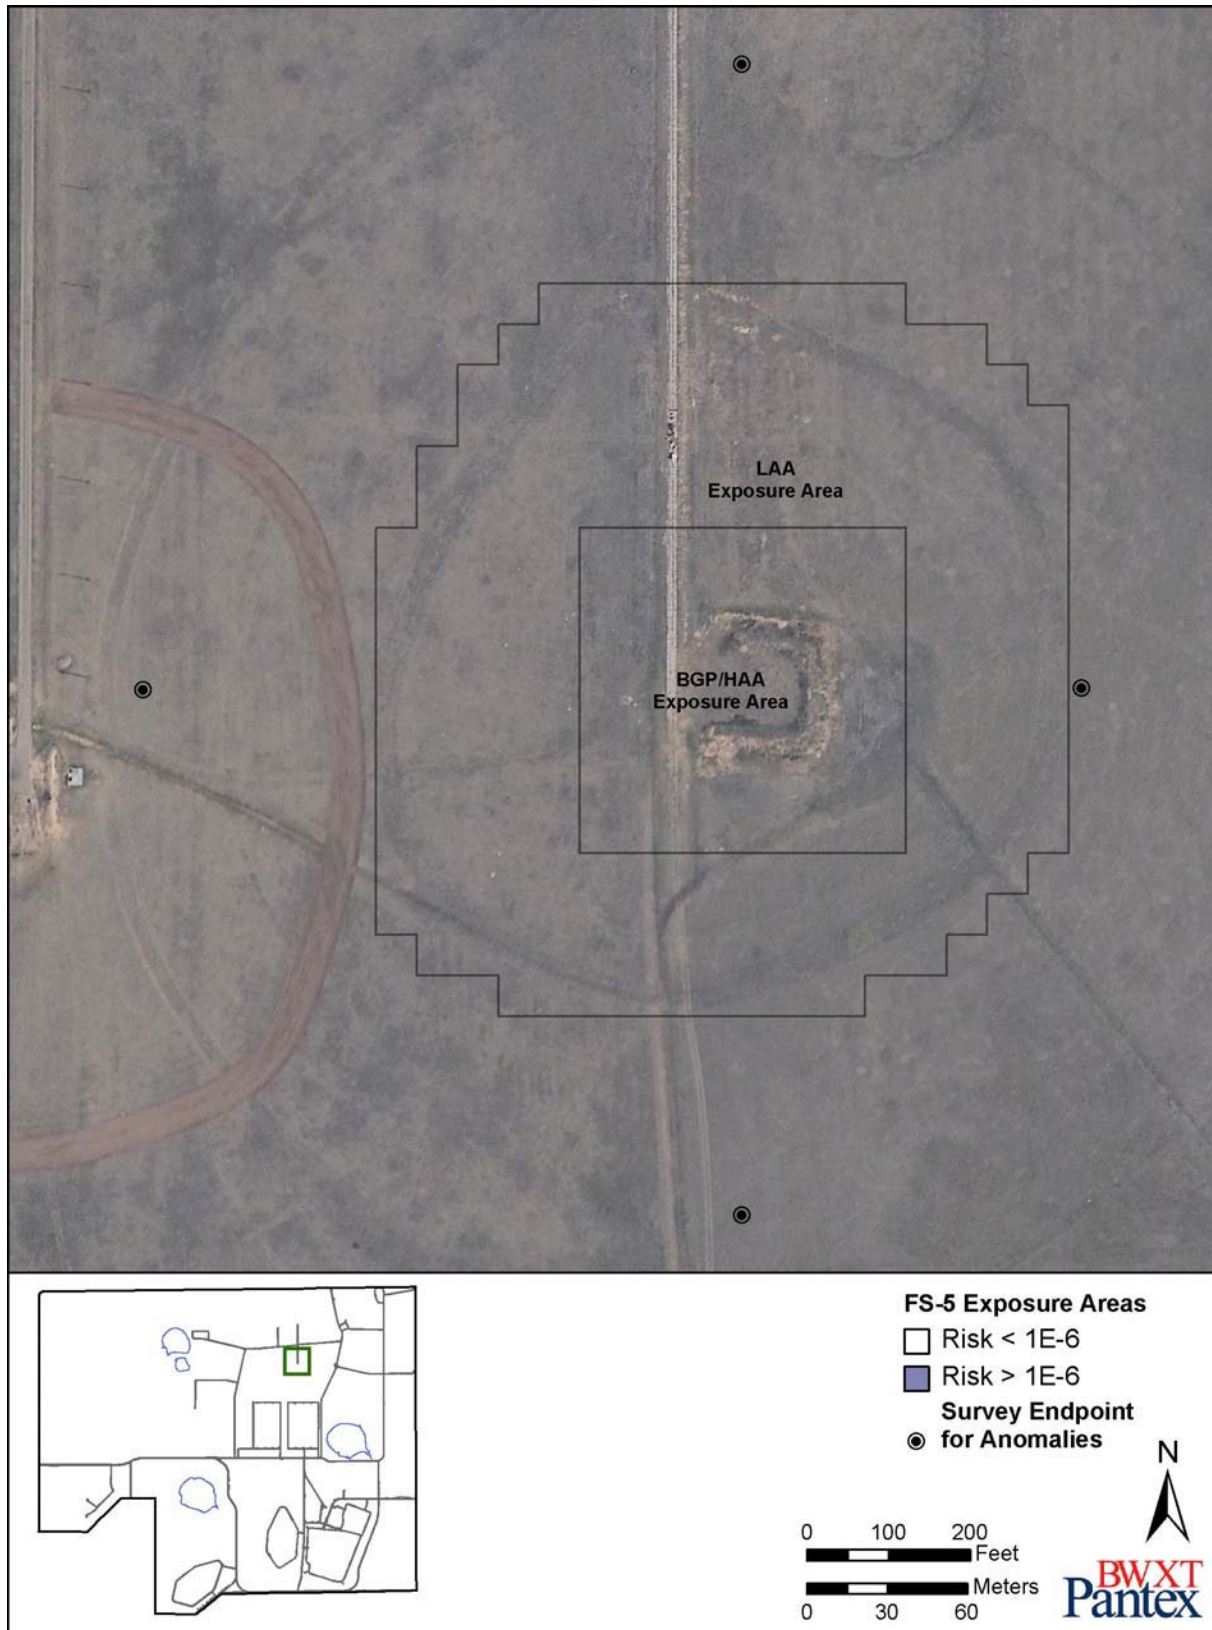 LAA
Exposure Area
BGP/HAA
Exposure Area
FS-5 Exposure Areas
Risk < 1E-6
Risk > 1E-6
Survey Endpoint
for Anomalies
N
0 100 200
Feet
Meters
0 30 60
BWXT
Pantex